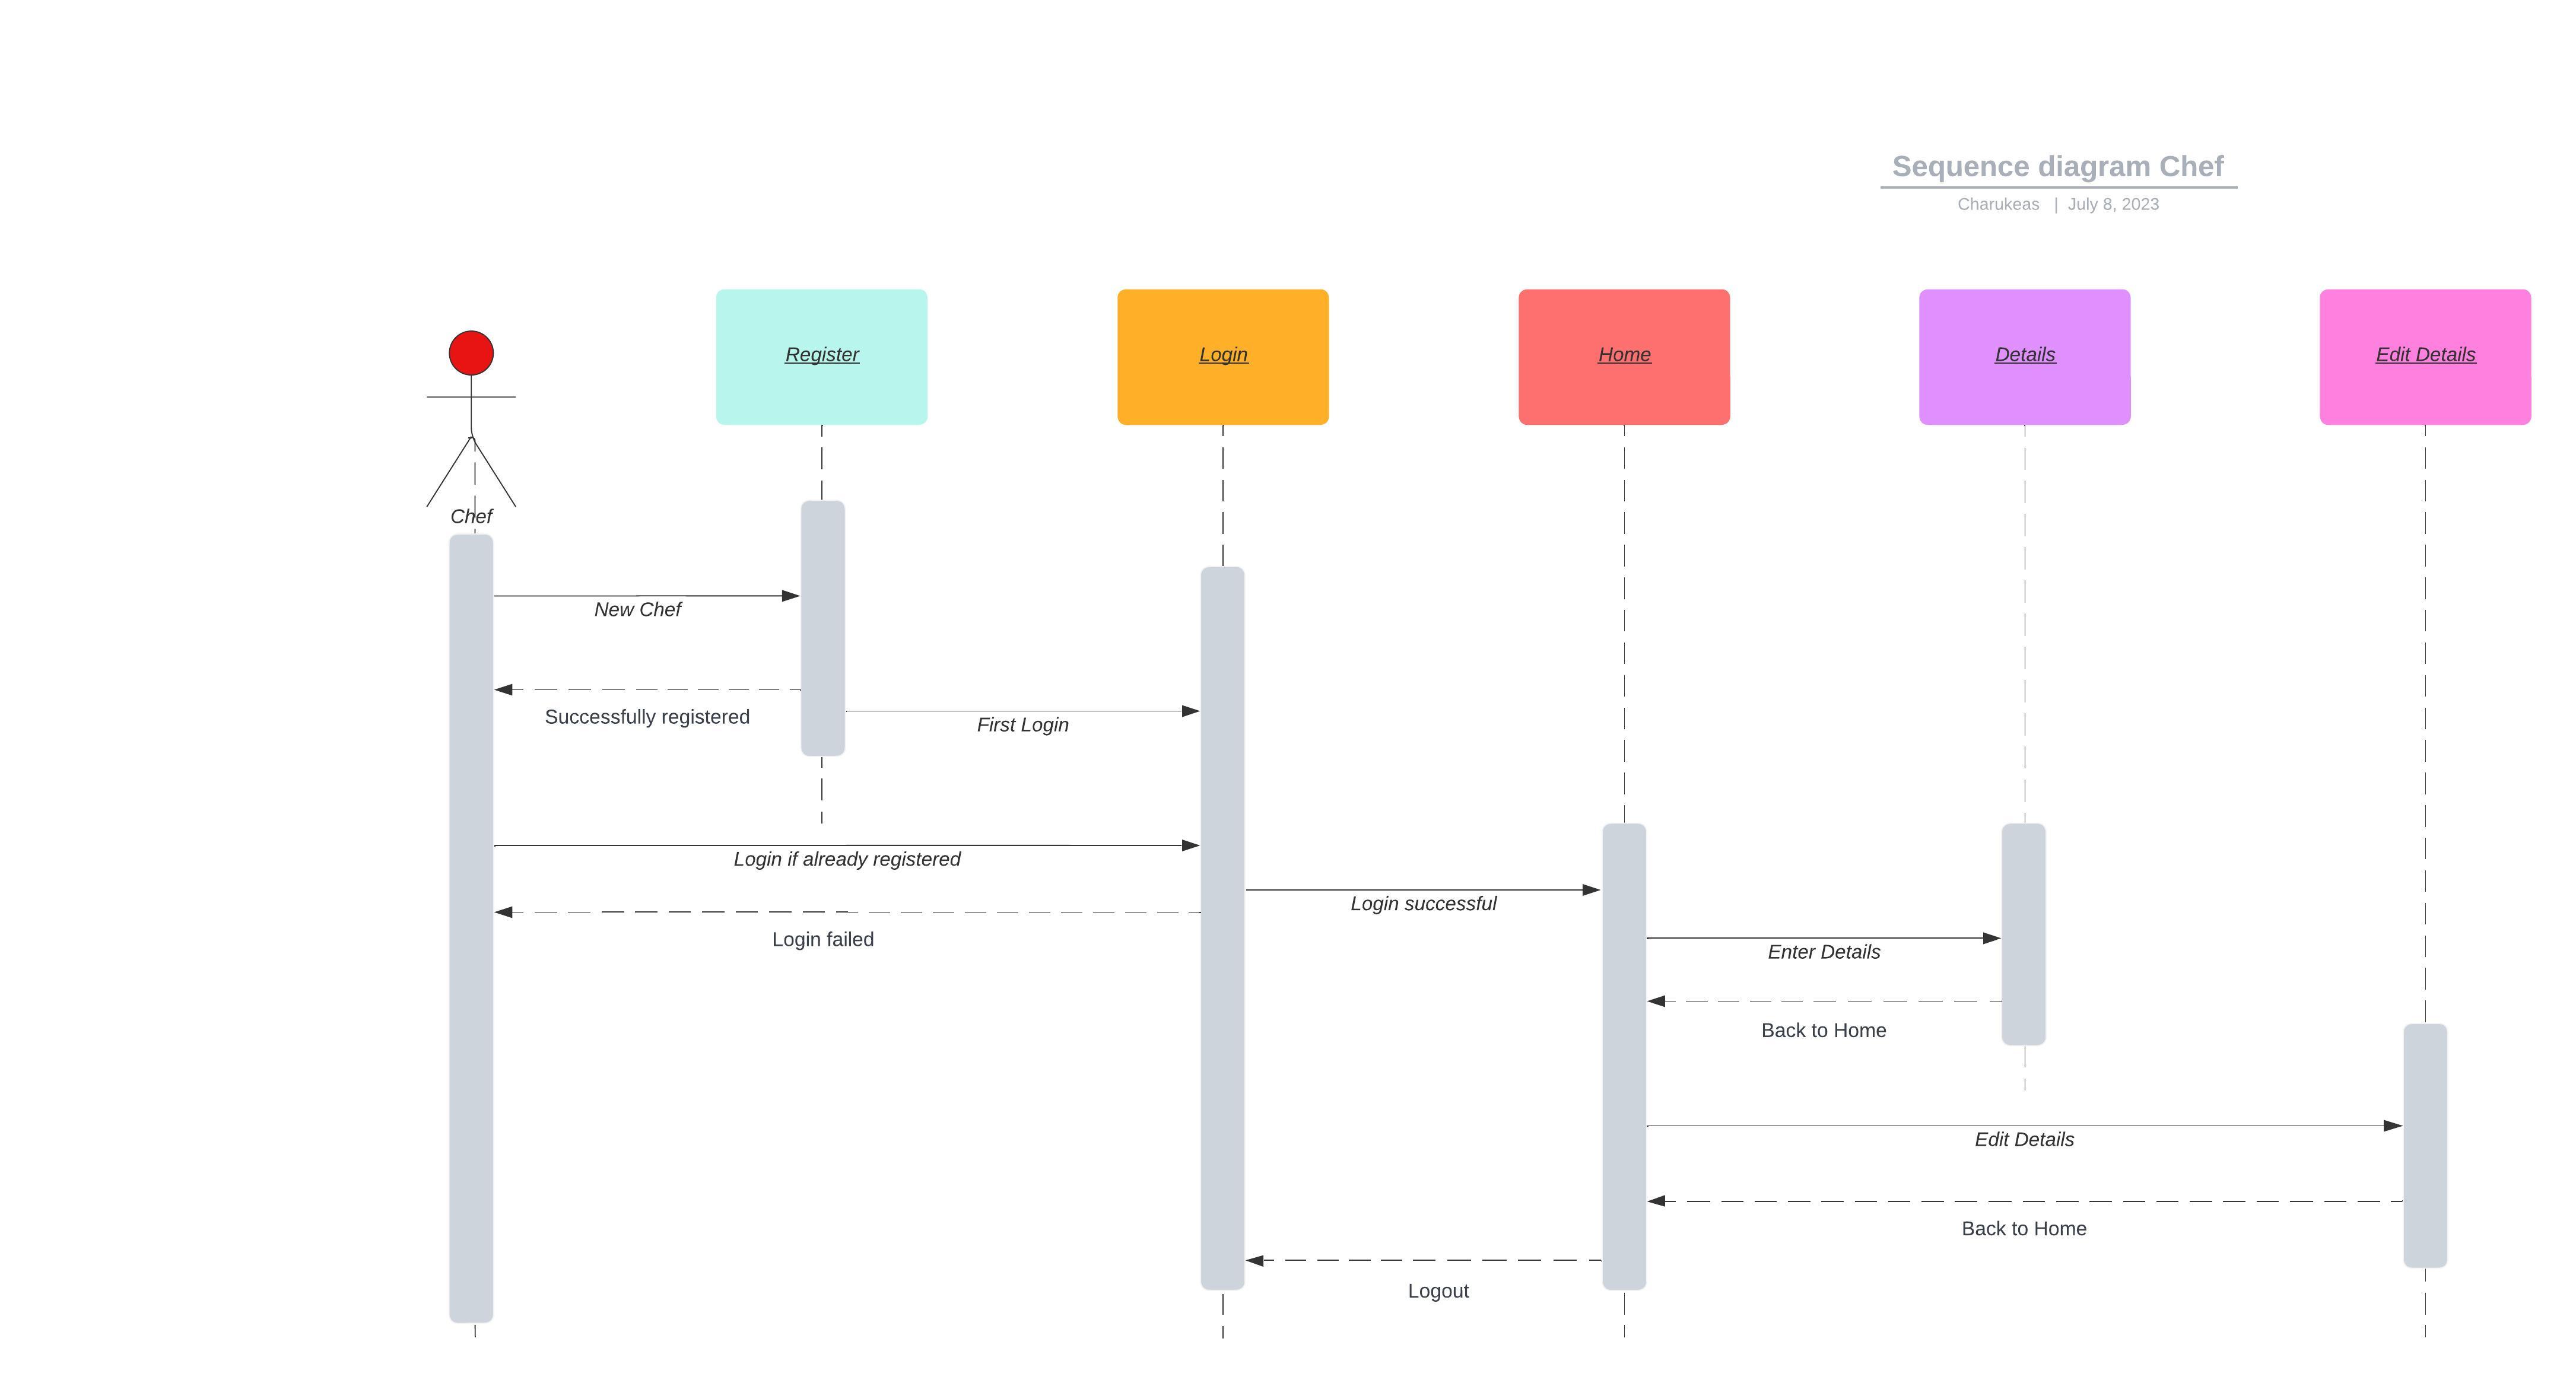 Sequence diagram Chef
Charukeas | July 8, 2023
Register
Login
Home
Details
Edit Details
Chef
New Chef
Successfully registered
First Login
Login if already registered
Login successful
Login failed
Enter Details
Back to Home
Edit Details
Back to Home
Logout